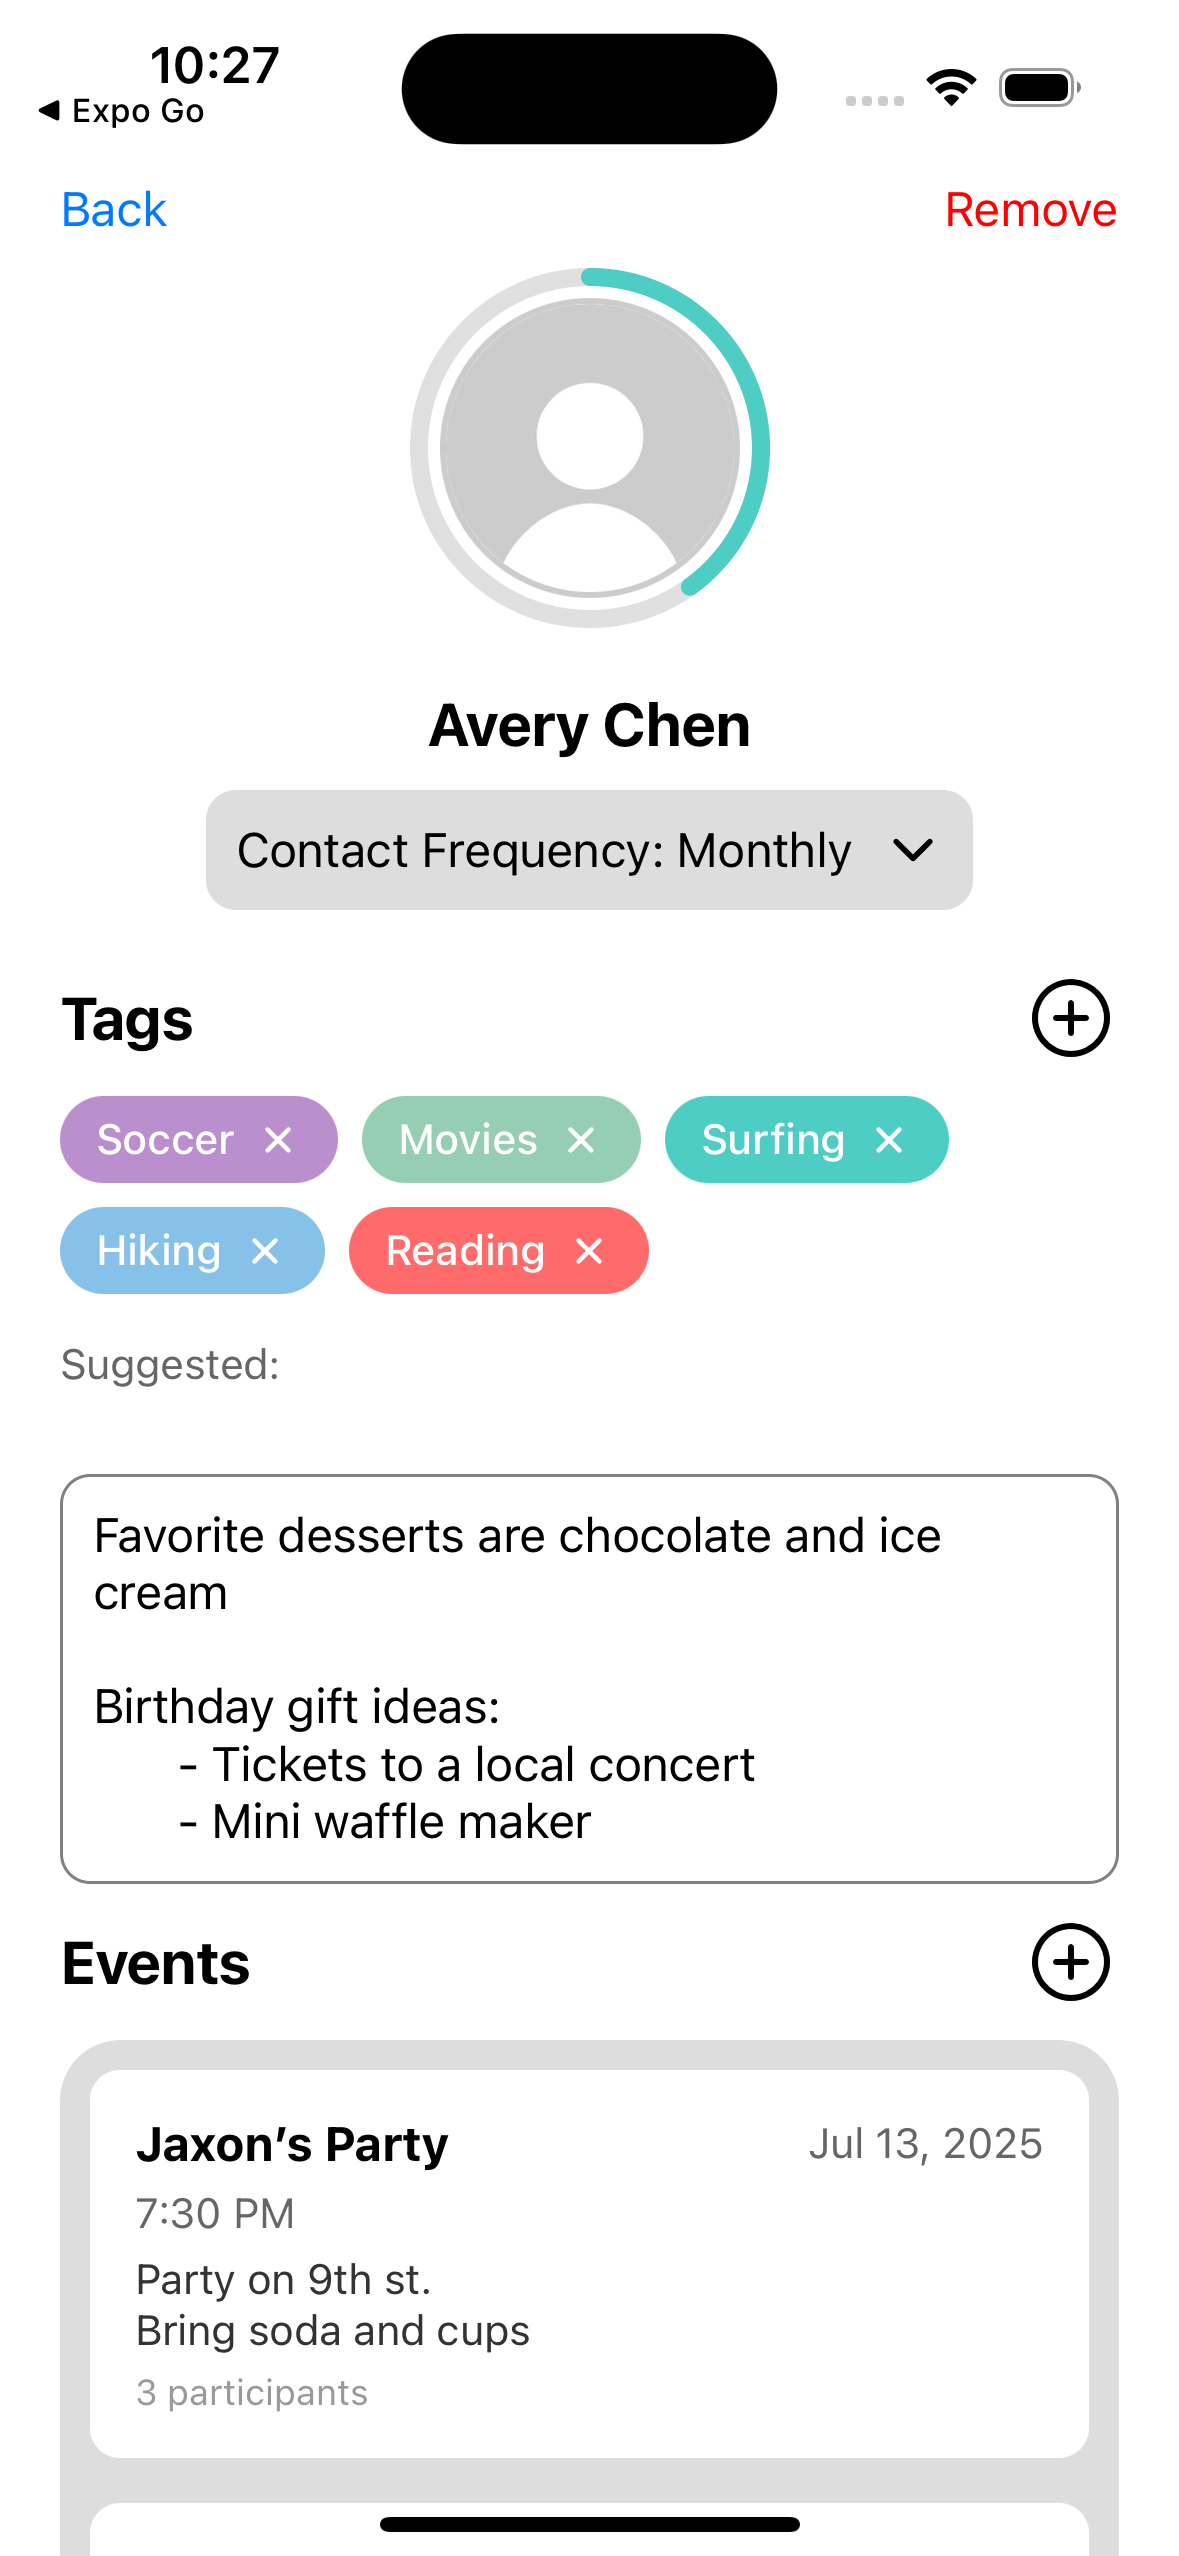 10:27
Expo Go
Back
Remove
Avery Chen
Contact Frequency: Monthly
Tags
Soccer
Movies
Surfing
Hiking
Reading
Suggested:
Favorite desserts are chocolate and ice
cream
Birthday gift ideas:
- Tickets to a local concert
- Mini waffle maker
Events
Jaxon’s Party
Jul 13, 2025
7:30 PM
Party on 9th st.
Bring soda and cups
3 participants